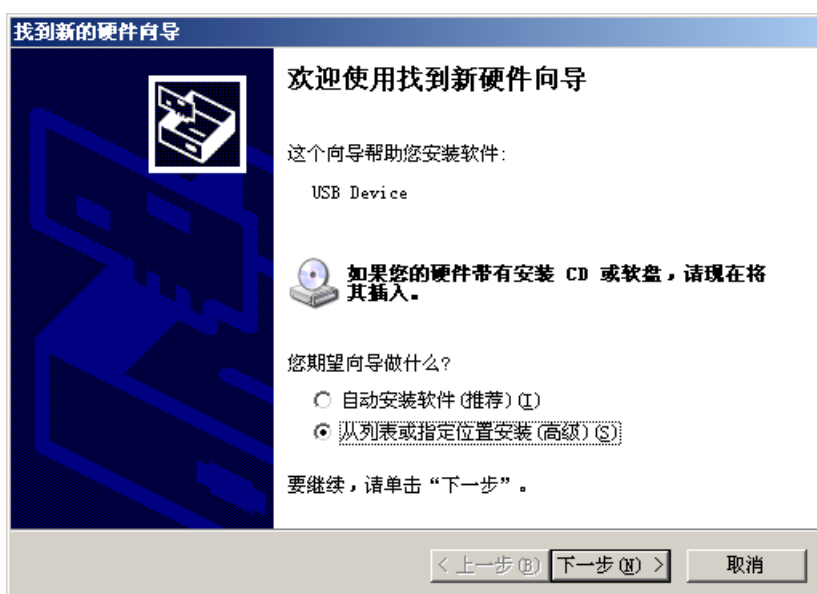 找到新的硬件向导
欢迎使用找到新硬件向导
这个向导帮助您安装软件:
USB Device
如果您的硬件带有安装 CD 或软盘，请现在将
其插入。
您期望向导做什么?
自动安装软件(推荐)(I)
从列表或指定位置安装(高级)(S)
要继续，请单击“下一步”。
< 上一步(B) 下一步(N) > 取消